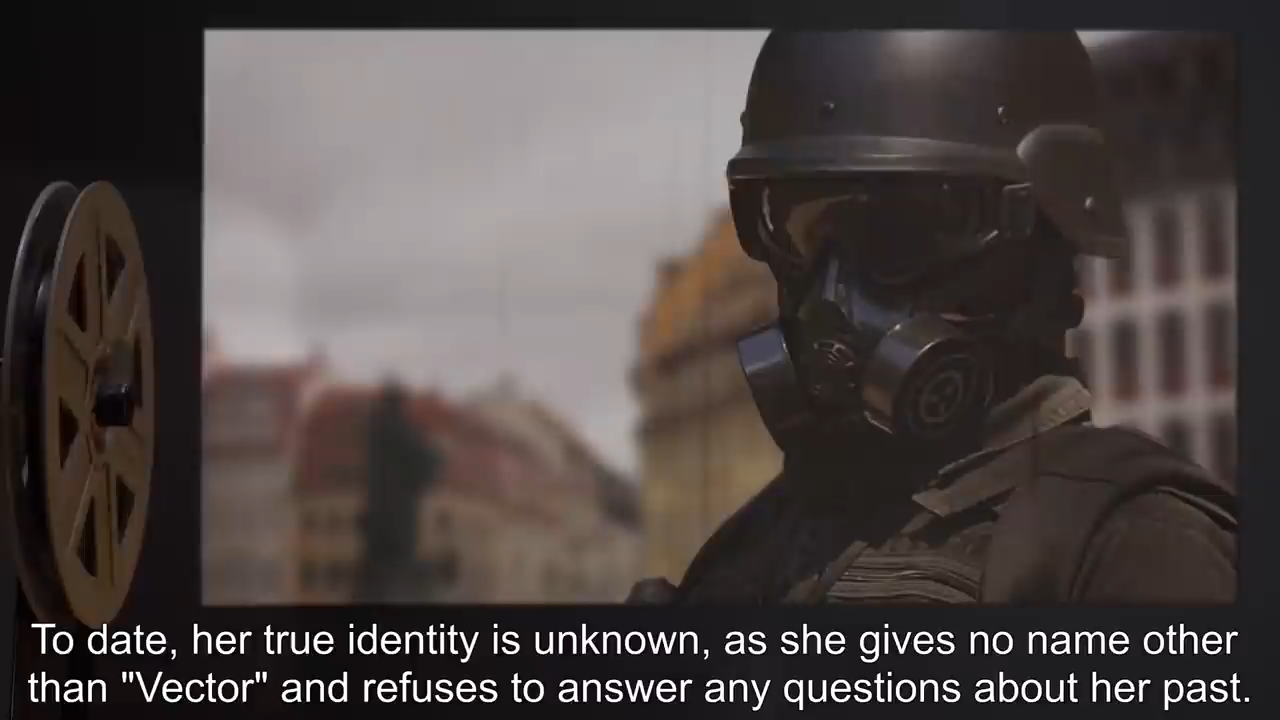 To date, her true identity is unknown, as she gives no name other
than "Vector" and refuses to answer any questions about her past.